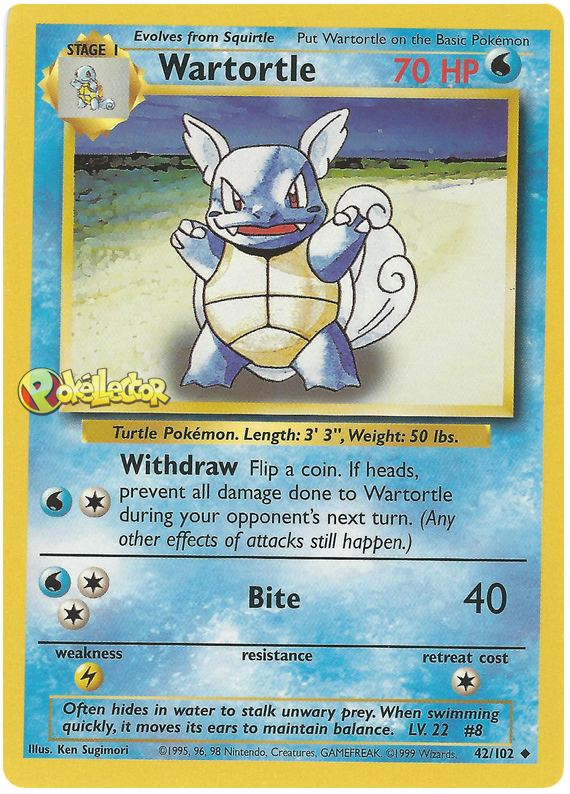 Evolves from Squirtle Put Wartortle on the Basic Pokémon
STAGE 1
Wartortle 70 HP
Pokéllector
Turtle Pokémon. Length: 3' 3", Weight: 50 lbs.
Withdraw Flip a coin. If heads,
prevent all damage done to Wartortle
during your opponent's next turn. (Any
other effects of attacks still happen.)
Bite 40
weakness resistance retreat cost
Often hides in water to stalk unwary prey. When swimming
quickly, it moves its ears to maintain balance. LV. 22 #8
Illus. Ken Sugimori ©1995, 96, 98 Nintendo, Creatures, GAMEFREAK. ©1999 Wizards. 42/102